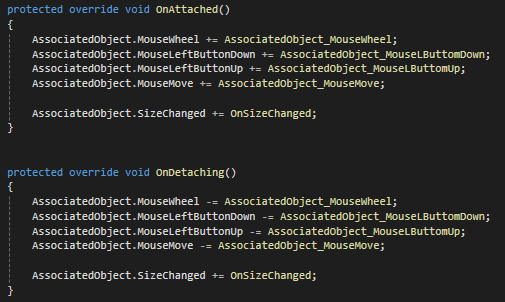 protected override void OnAttached()
{
AssociatedObject.MouseWheel += AssociatedObject_MouseWheel;
AssociatedObject.MouseLeftButtonDown += AssociatedObject_MouseLButtomDown;
AssociatedObject.MouseLeftButtonUp += AssociatedObject_MouseLButtomUp;
AssociatedObject.MouseMove += AssociatedObject_MouseMove;
AssociatedObject.SizeChanged += OnSizeChanged;
}
protected override void OnDetaching()
{
AssociatedObject.MouseWheel -= AssociatedObject_MouseWheel;
AssociatedObject.MouseLeftButtonDown -= AssociatedObject_MouseLButtomDown;
AssociatedObject.MouseLeftButtonUp -= AssociatedObject_MouseLButtomUp;
AssociatedObject.MouseMove -= AssociatedObject_MouseMove;
AssociatedObject.SizeChanged += OnSizeChanged;
}